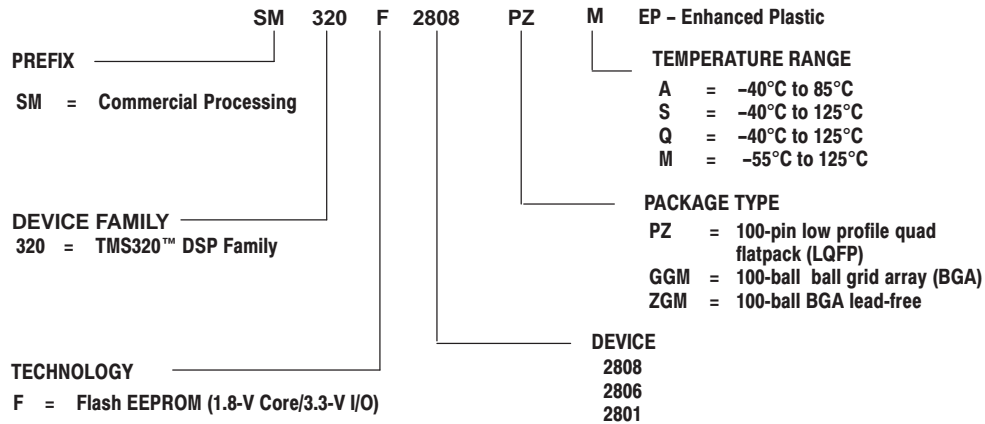 SM 320 F 2808 PZ M EP – Enhanced Plastic
PREFIX
SM = Commercial Processing
TEMPERATURE RANGE
A = −40°C to 85°C
S = −40°C to 125°C
Q = −40°C to 125°C
M = −55°C to 125°C
DEVICE FAMILY
320 = TMS320™ DSP Family
PACKAGE TYPE
PZ = 100-pin low profile quad
flatpack (LQFP)
GGM = 100-ball ball grid array (BGA)
ZGM = 100-ball BGA lead-free
TECHNOLOGY
F = Flash EEPROM (1.8-V Core/3.3-V I/O)
DEVICE
2808
2806
2801